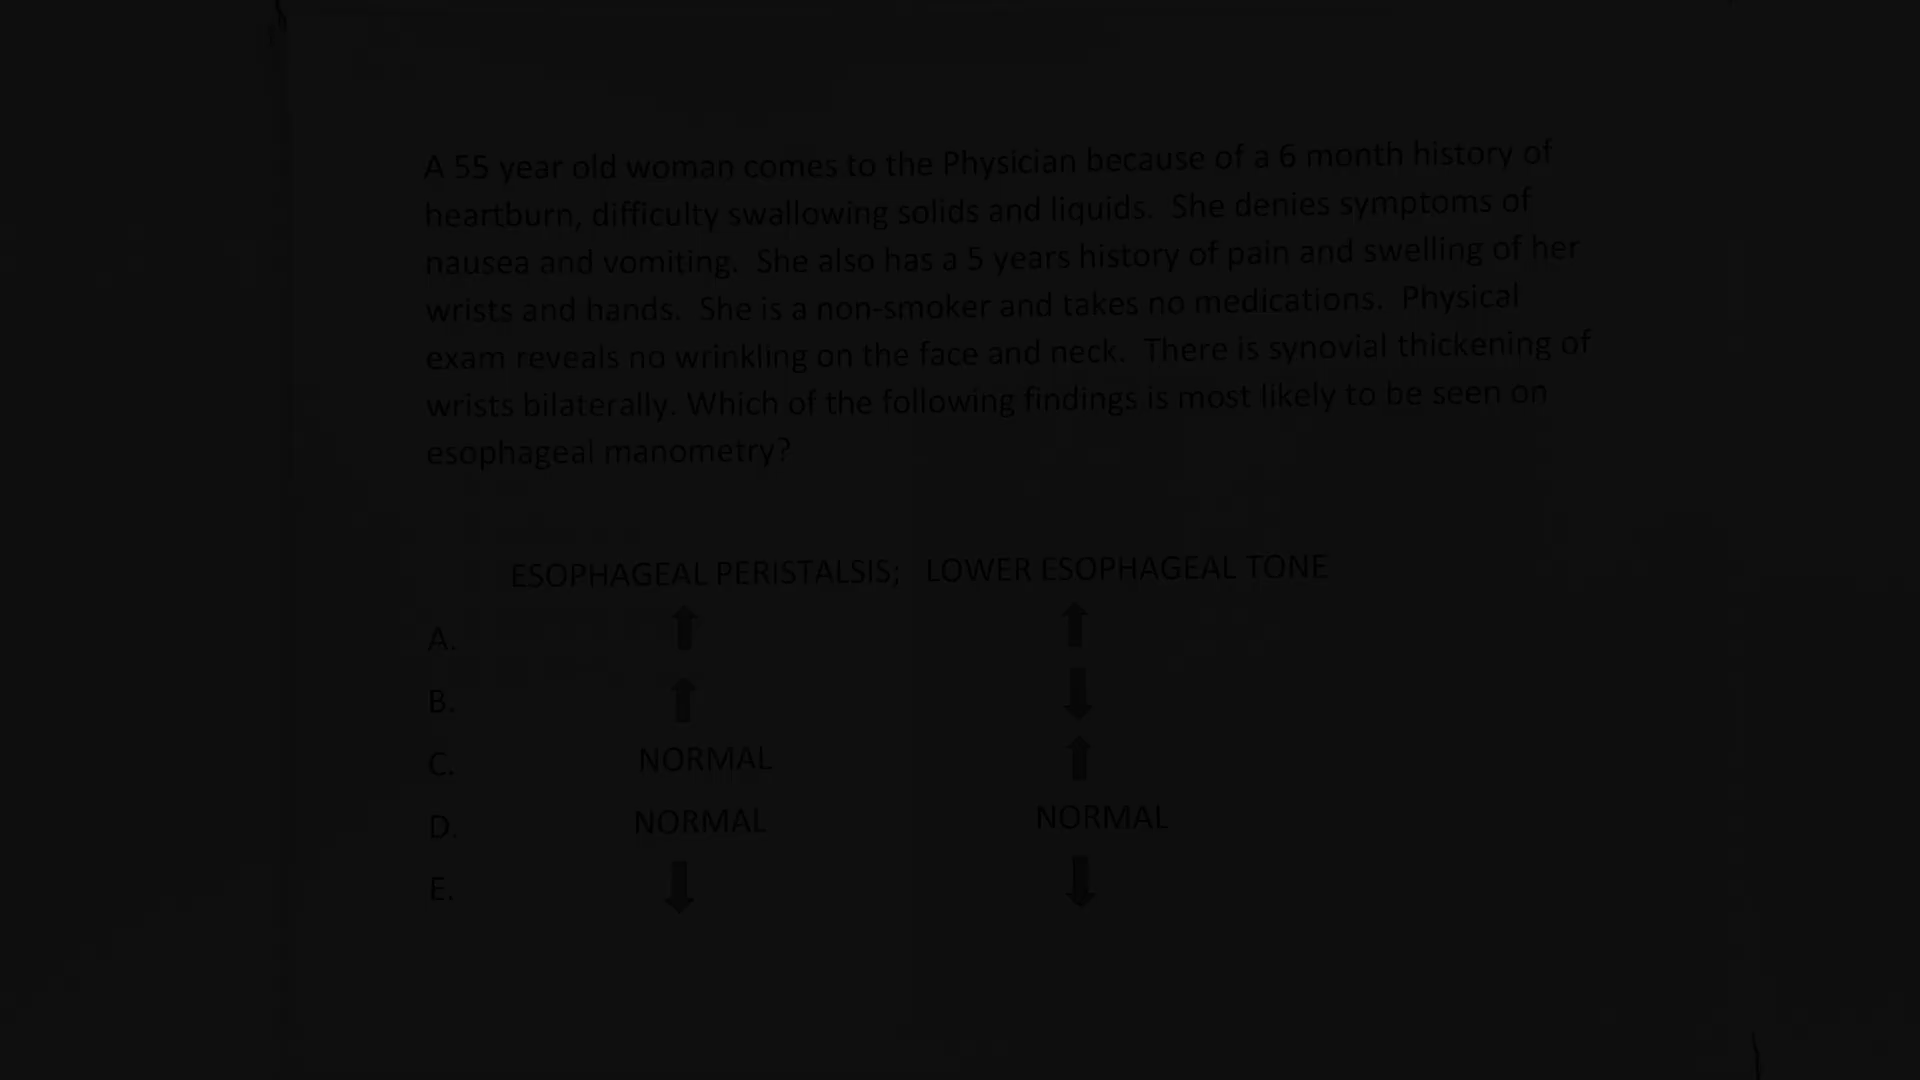 A 55 year old woman comes to the Physician because of a 6 month history of
heartburn, difficulty swallowing solids and liquids. She denies symptoms of
nausea and vomiting. She also has a 5 years history of pain and swelling of her
wrists and hands. She is a non-smoker and takes no medications. Physical
exam reveals no wrinkling on the face and neck. There is synovial thickening of
wrists bilaterally. Which of the following findings is most likely to be seen on
esophageal manometry?
ESOPHAGEAL PERISTALSIS; LOWER ESOPHAGEAL TONE
A. ⬆ ⬆
B. ⬆ ⬇
C. NORMAL ⬆
D. NORMAL NORMAL
E. ⬇ ⬇